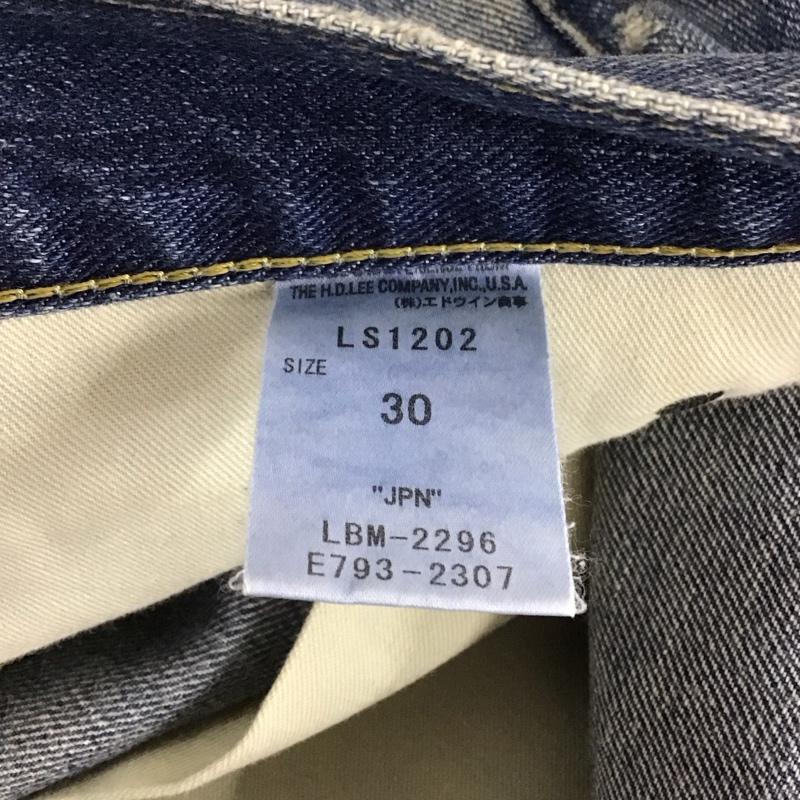 THE H.D.LEE COMPANY,INC.,U.S.A.
(株)エドウイン商事
LS1202
SIZE
30
"JPN"
LBM-2296
E793-2307